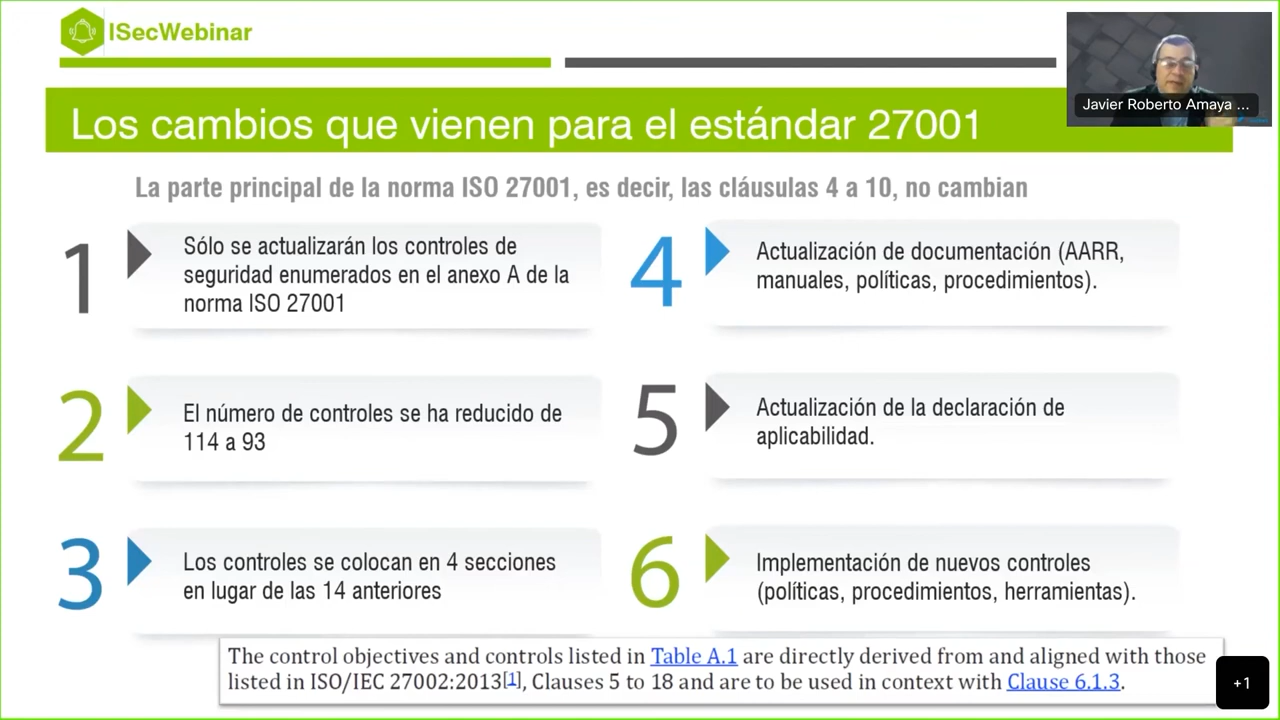 ISecWebinar
Javier Roberto Amaya ...
Los cambios que vienen para el estándar 27001
La parte principal de la norma ISO 27001, es decir, las cláusulas 4 a 10, no cambian
1
Sólo se actualizarán los controles de
seguridad enumerados en el anexo A de la
norma ISO 27001
2
El número de controles se ha reducido de
114 a 93
3
Los controles se colocan en 4 secciones
en lugar de las 14 anteriores
4
Actualización de documentación (AARR,
manuales, políticas, procedimientos).
5
Actualización de la declaración de
aplicabilidad.
6
Implementación de nuevos controles
(políticas, procedimientos, herramientas).
The control objectives and controls listed in Table A.1 are directly derived from and aligned with those
listed in ISO/IEC 27002:2013[1], Clauses 5 to 18 and are to be used in context with Clause 6.1.3.
+1